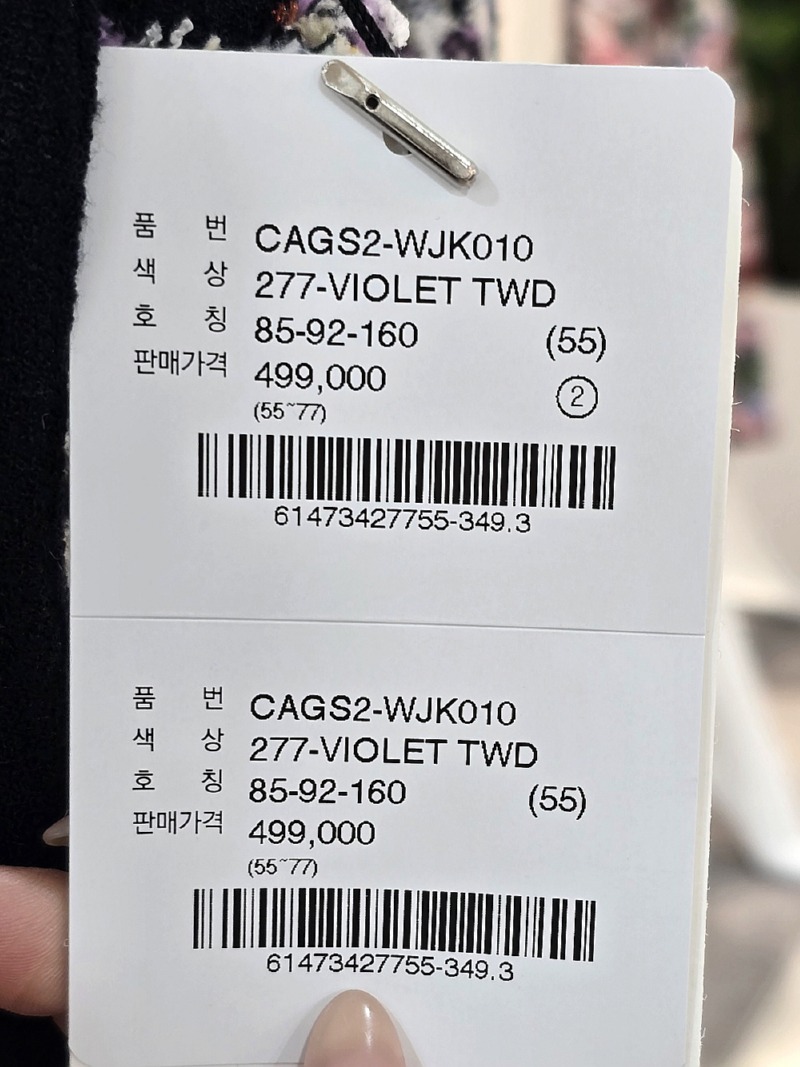 품 번 CAGS2-WJK010
색 상 277-VIOLET TWD
호 칭 85-92-160 (55)
판매가격 499,000 ②
(55~77)
61473427755-349.3
품 번 CAGS2-WJK010
색 상 277-VIOLET TWD
호 칭 85-92-160 (55)
판매가격 499,000
(55~77)
61473427755-349.3